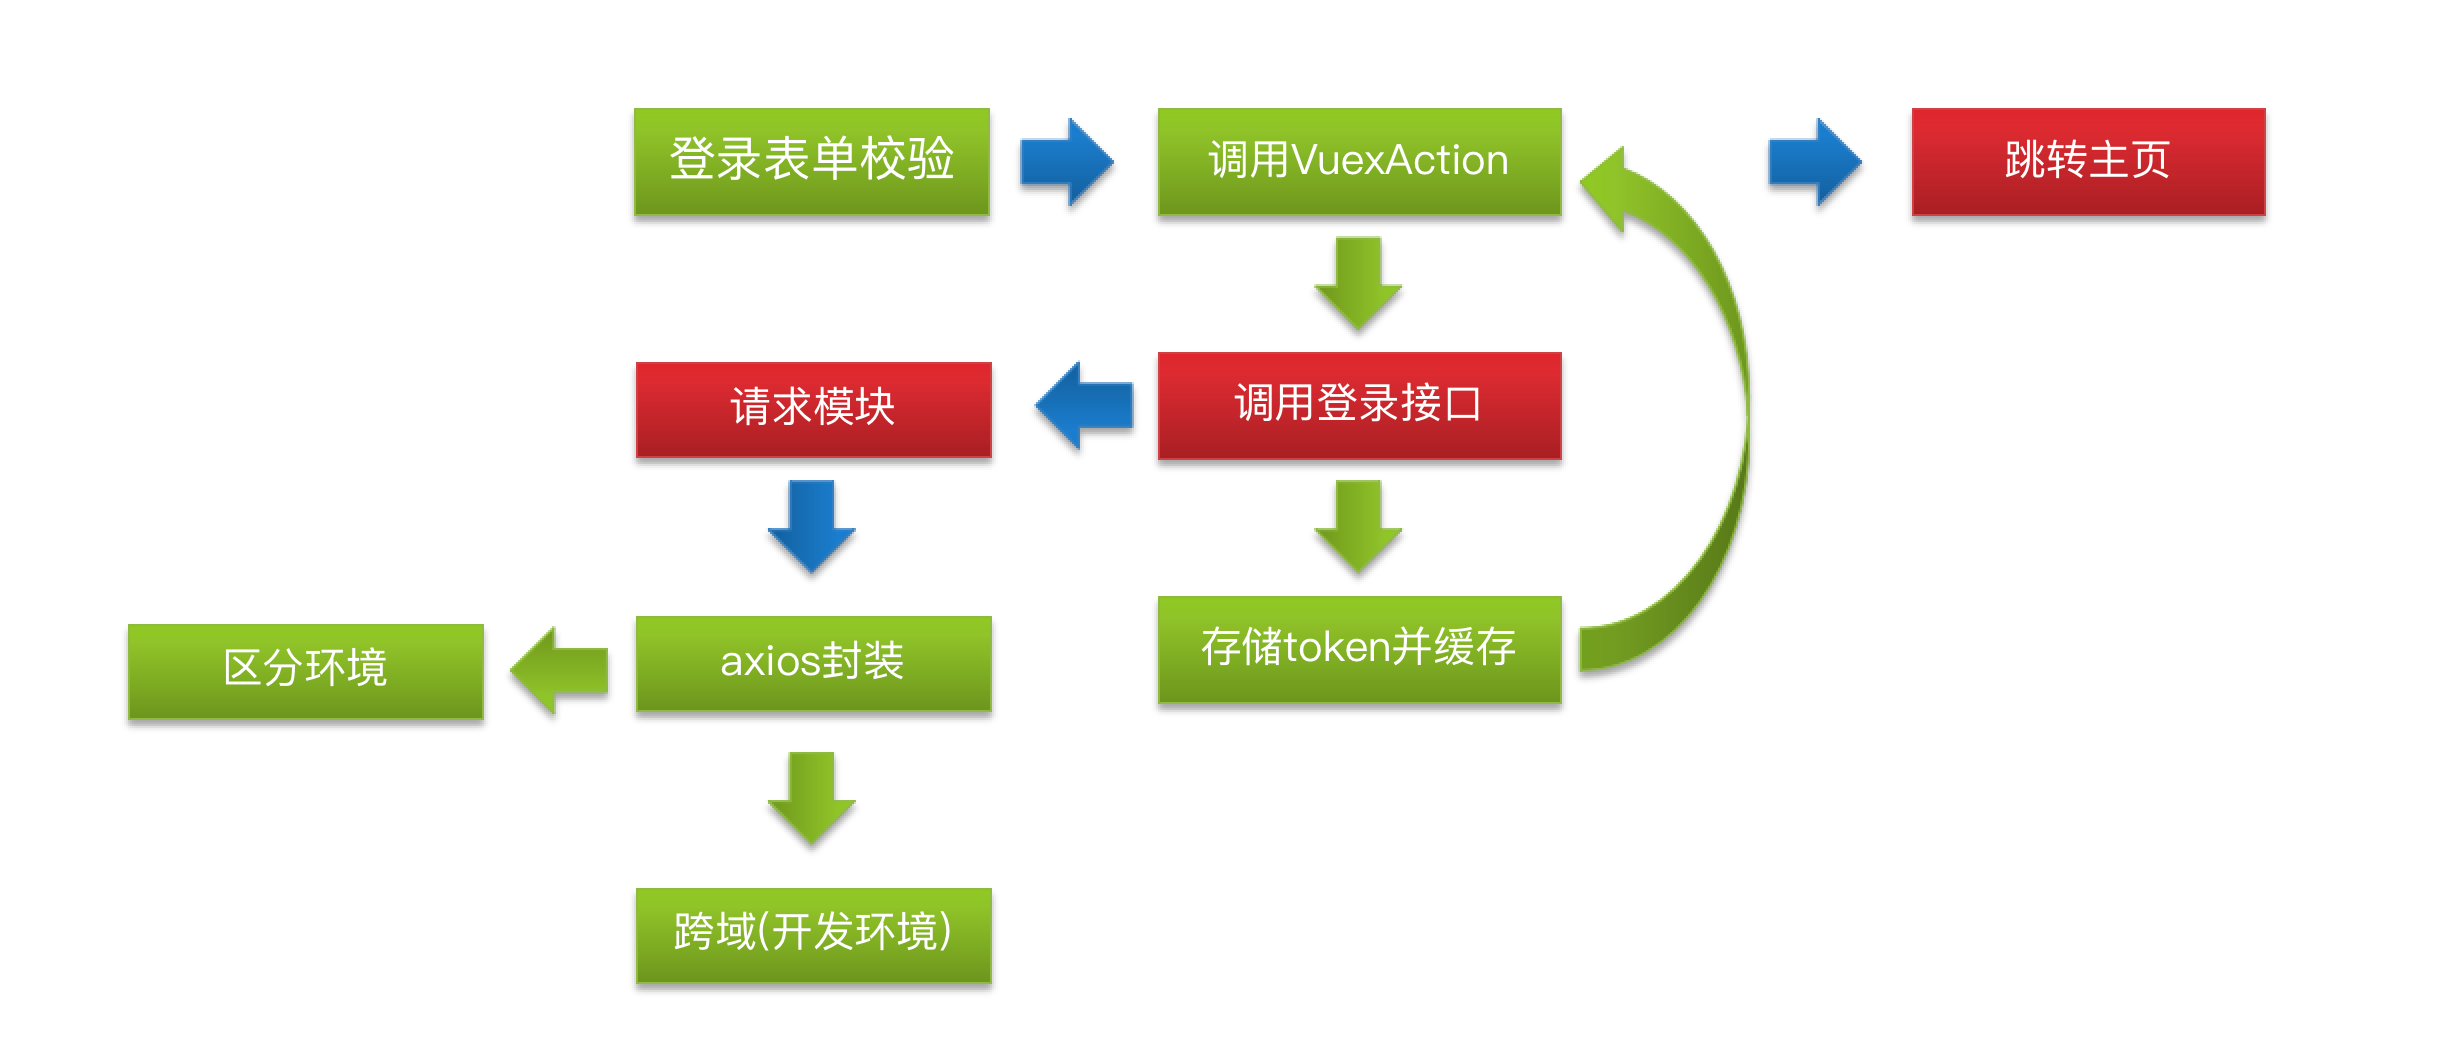 登录表单校验
调用VuexAction
跳转主页
请求模块
调用登录接口
区分环境
axios封装
存储token并缓存
跨域(开发环境)